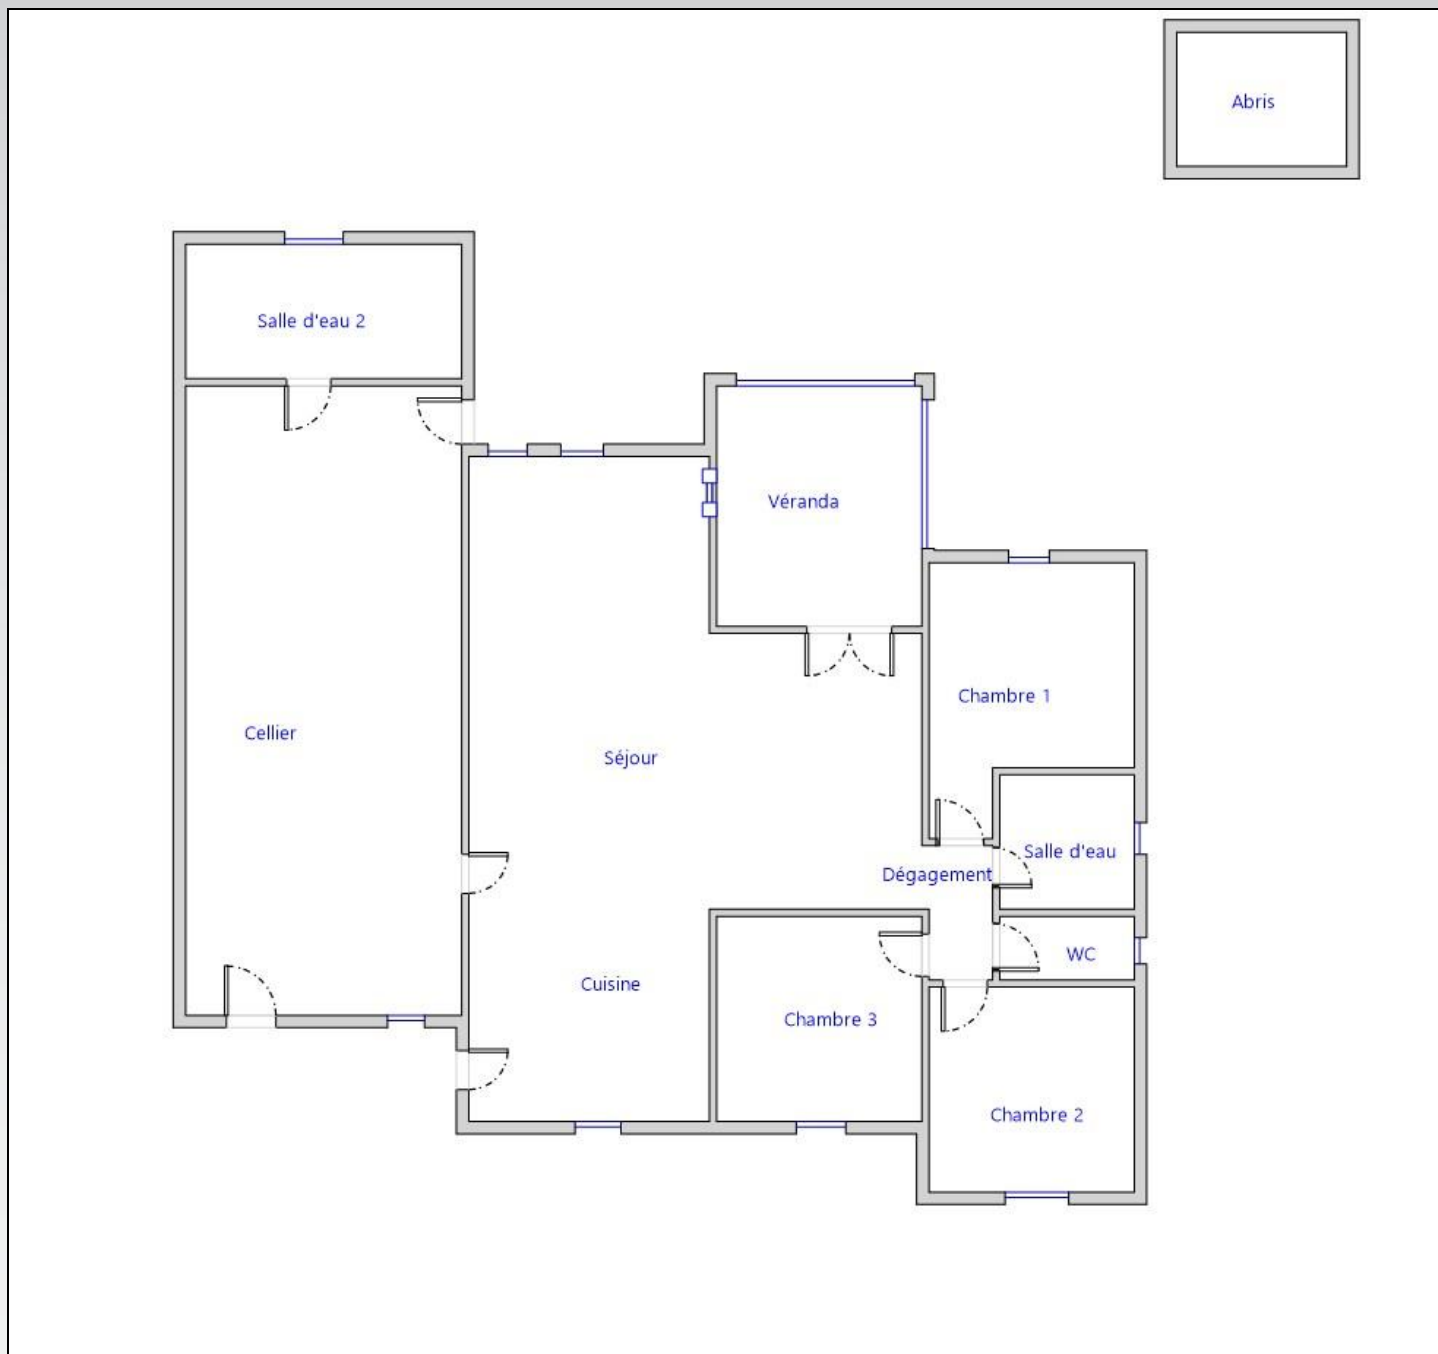 Abris
Salle d'eau 2
Véranda
Chambre 1
Cellier
Séjour
Salle d'eau
Dégagement
WC
Cuisine
Chambre 3
Chambre 2